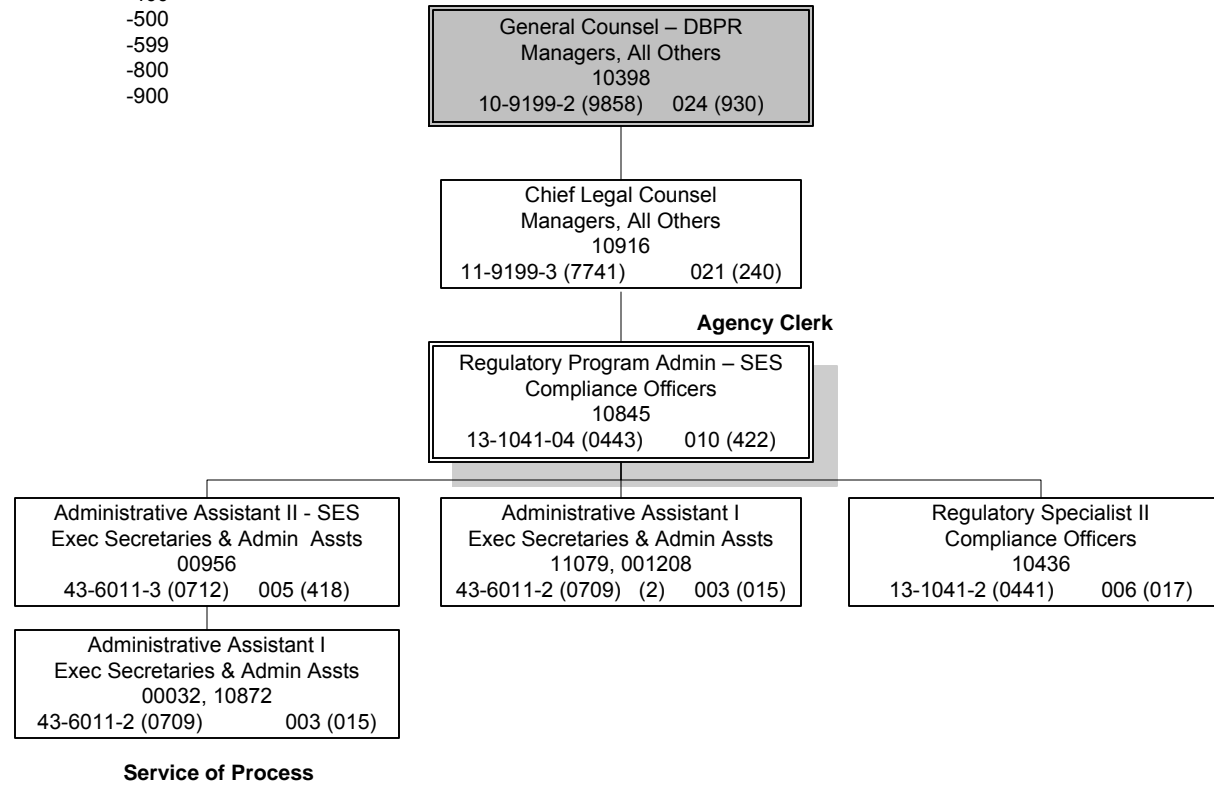 -500
-599
-800
-900
General Counsel – DBPR
Managers, All Others
10398
10-9199-2 (9858) 024 (930)
Chief Legal Counsel
Managers, All Others
10916
11-9199-3 (7741) 021 (240)
Agency Clerk
Regulatory Program Admin – SES
Compliance Officers
10845
13-1041-04 (0443) 010 (422)
Administrative Assistant II - SES
Exec Secretaries & Admin Assts
00956
43-6011-3 (0712) 005 (418)
Administrative Assistant I
Exec Secretaries & Admin Assts
11079, 001208
43-6011-2 (0709) (2) 003 (015)
Regulatory Specialist II
Compliance Officers
10436
13-1041-2 (0441) 006 (017)
Administrative Assistant I
Exec Secretaries & Admin Assts
00032, 10872
43-6011-2 (0709) 003 (015)
Service of Process